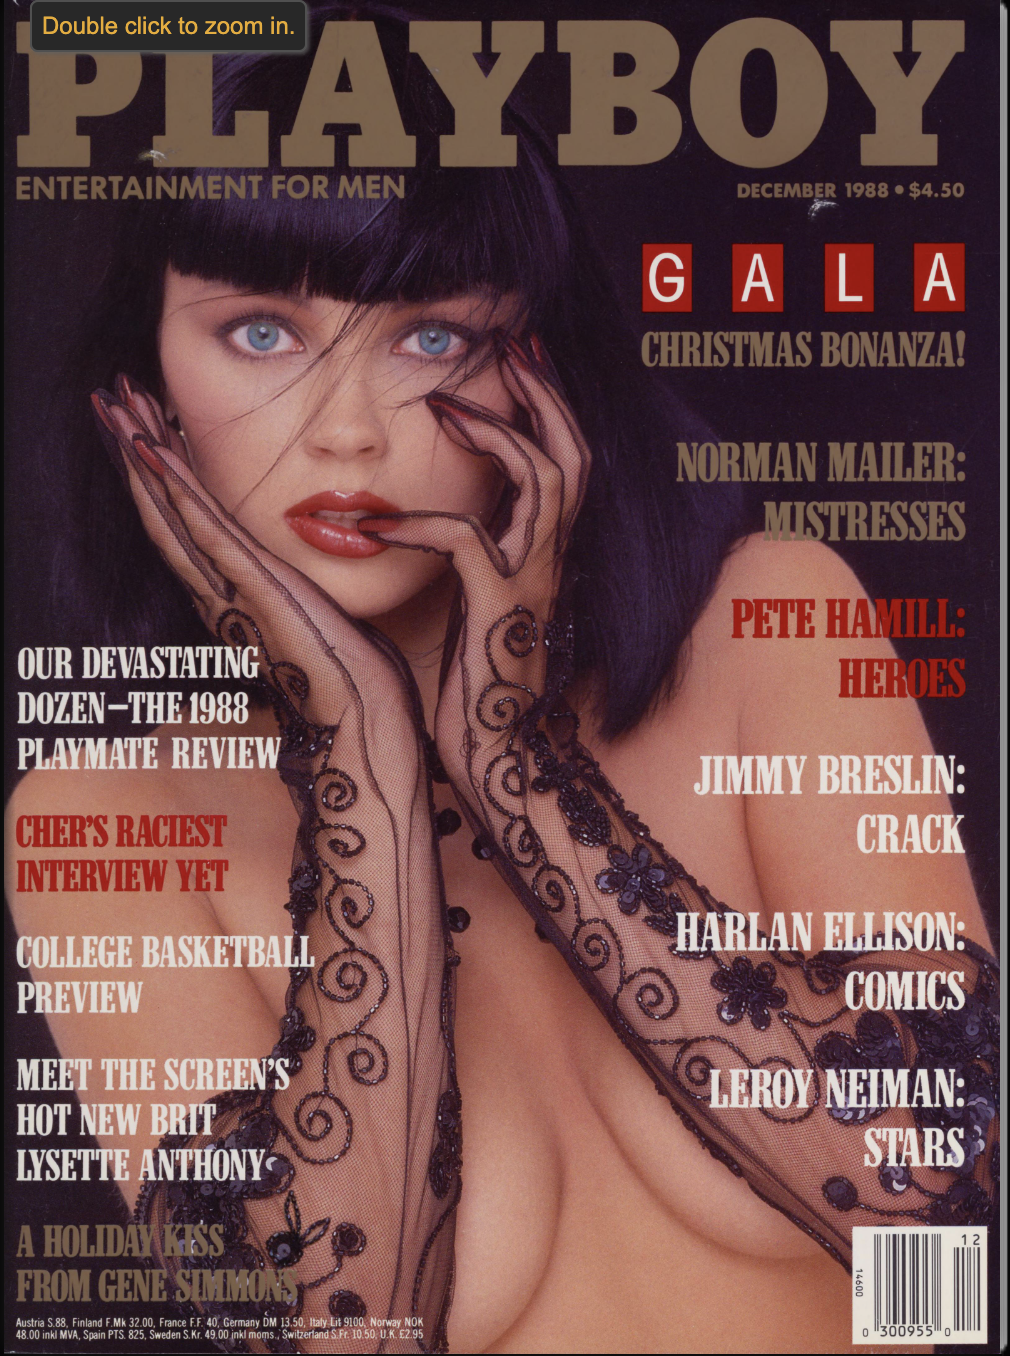 Double click to zoom in.
PLAYBOY
ENTERTAINMENT FOR MEN
DECEMBER 1988 • $4.50
GALA
CHRISTMAS BONANZA!
NORMAN MAILER:
MISTRESSES
PETE HAMILL:
HEROES
JIMMY BRESLIN:
CRACK
HARLAN ELLISON:
COMICS
LEROY NEIMAN:
STARS
OUR DEVASTATING
DOZEN—THE 1988
PLAYMATE REVIEW
CHER'S RACIEST
INTERVIEW YET
COLLEGE BASKETBALL
PREVIEW
MEET THE SCREEN'S
HOT NEW BRIT
LYSETTE ANTHONY
A HOLIDAY KISS
FROM GENE SIMMONS
Austria S.88, Finland F.Mk 32.00, France F.F. 40, Germany DM 13.50, Italy Lit 9100, Norway NOK
48.00 inkl MVA, Spain PTS. 825, Sweden S.Kr. 49.00 inkl moms., Switzerland S.Fr. 10.50, U.K. £2.95
12
14600
0 300955 0